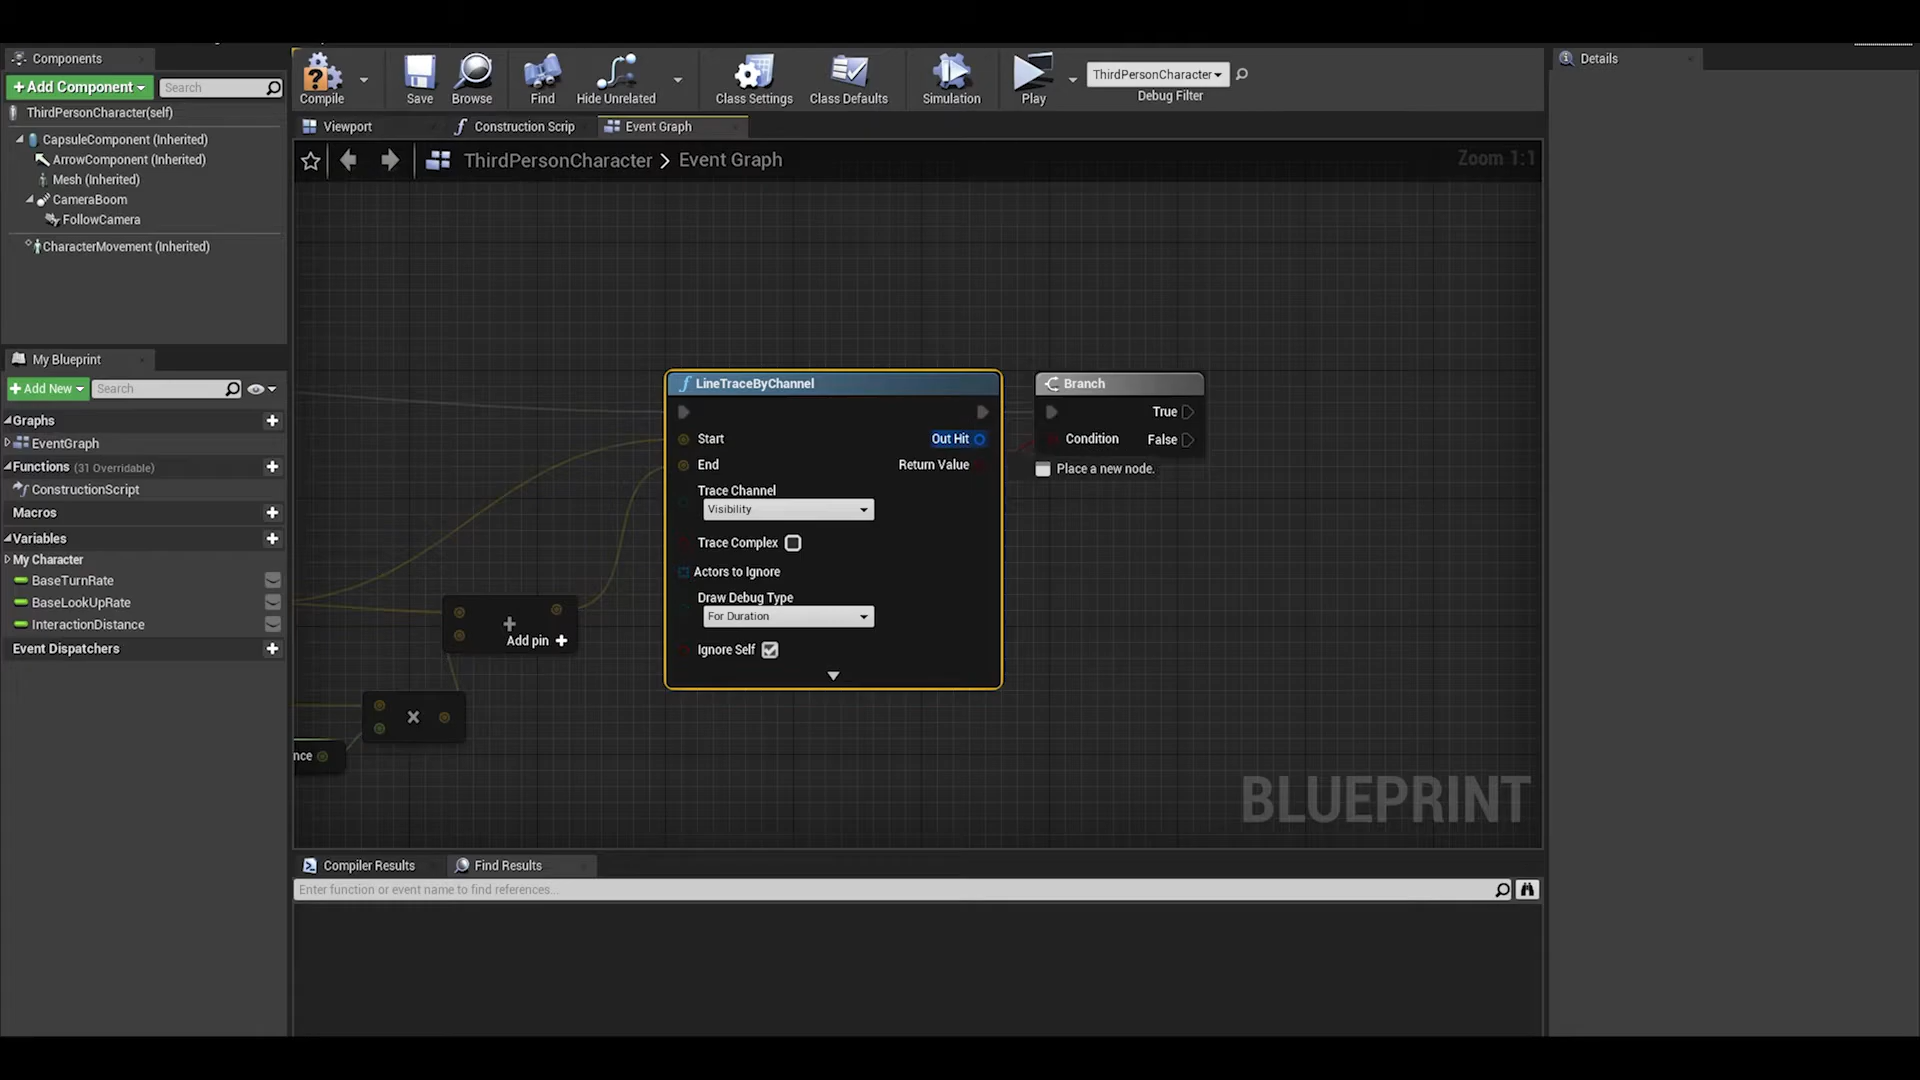 Components
+Add Component
Search
ThirdPersonCharacter(self)
CapsuleComponent (Inherited)
ArrowComponent (Inherited)
Mesh (Inherited)
CameraBoom
FollowCamera
CharacterMovement (Inherited)
My Blueprint
+Add New
Search
Graphs
EventGraph
Functions (31 Overridable)
ConstructionScript
Macros
Variables
My Character
BaseTurnRate
BaseLookUpRate
InteractionDistance
Event Dispatchers
Compile
Save
Browse
Find
Hide Unrelated
Class Settings
Class Defaults
Simulation
Play
ThirdPersonCharacter
Debug Filter
Viewport
Construction Scrip
Event Graph
ThirdPersonCharacter > Event Graph
Zoom 1:1
LineTraceByChannel
Start
Out Hit
End
Return Value
Trace Channel
Visibility
Trace Complex
Actors to Ignore
Draw Debug Type
For Duration
Ignore Self
Branch
True
Condition
False
Place a new node.
Add pin +
nce
BLUEPRINT
Compiler Results
Find Results
Enter function or event name to find references...
Details